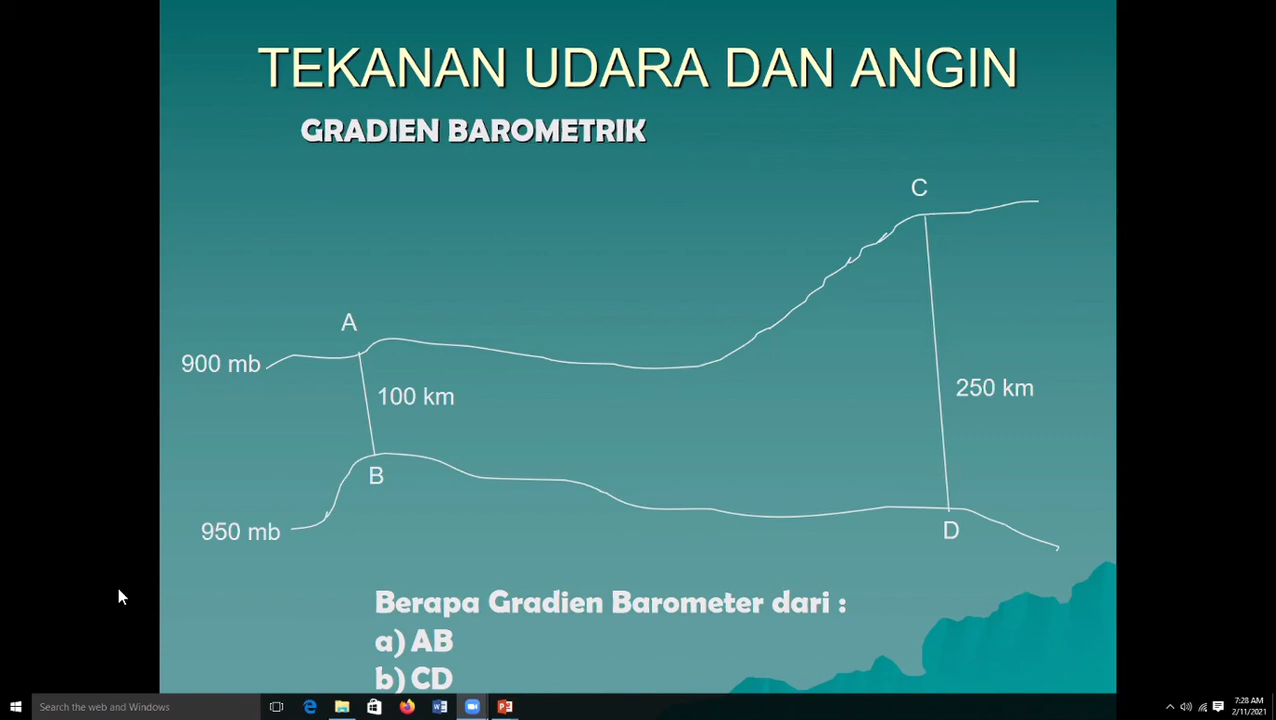 TEKANAN UDARA DAN ANGIN
GRADIEN BAROMETRIK
C
A
900 mb
100 km
250 km
B
950 mb
D
Berapa Gradien Barometer dari :
a) AB
b) CD
Search the web and Windows
7:28 AM
2/11/2021